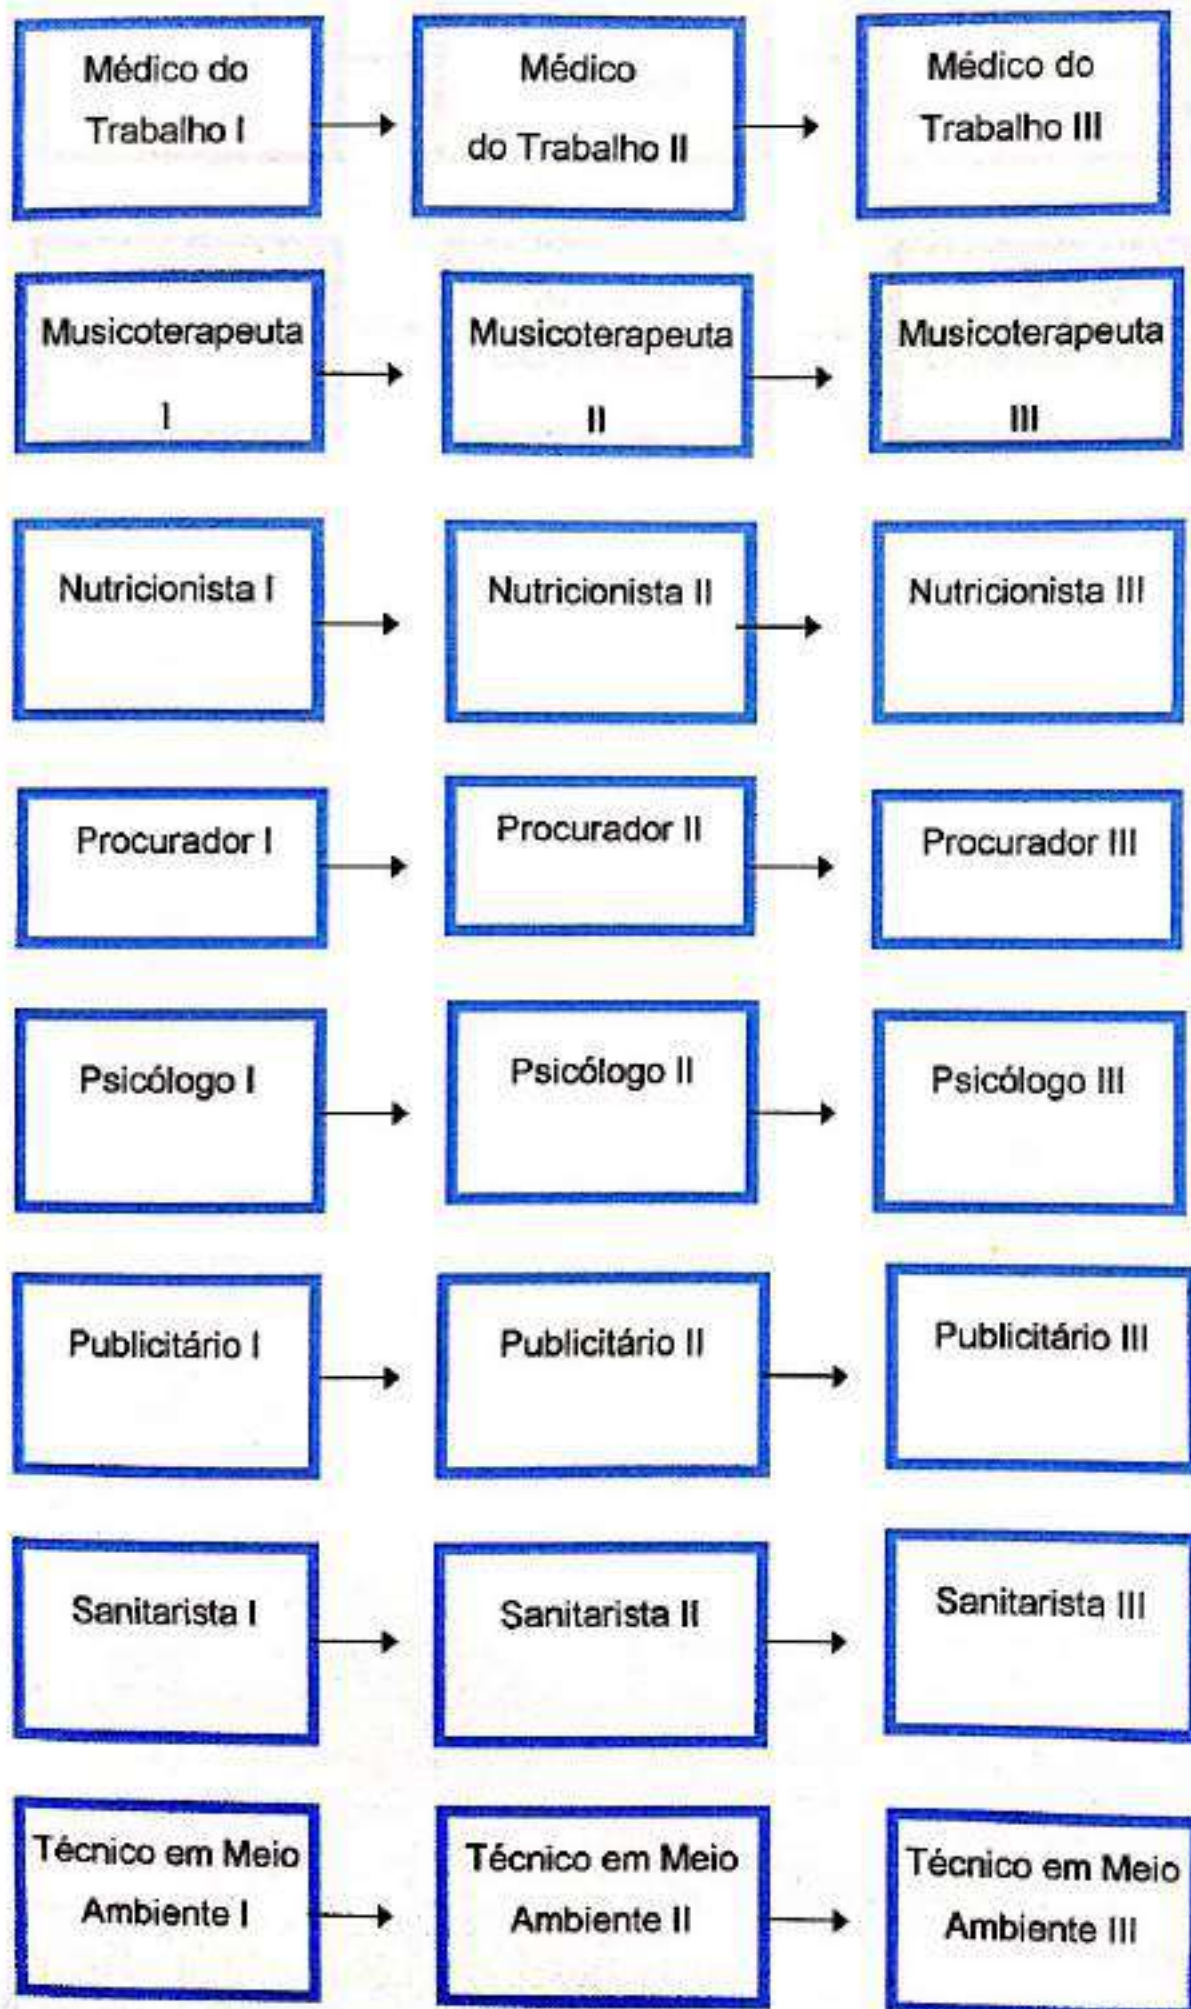 Médico do
Trabalho I
Médico
do Trabalho II
Médico do
Trabalho III
Musicoterapeuta
I
Musicoterapeuta
II
Musicoterapeuta
III
Nutricionista I
Nutricionista II
Nutricionista III
Procurador I
Procurador II
Procurador III
Psicólogo I
Psicólogo II
Psicólogo III
Publicitário I
Publicitário II
Publicitário III
Sanitarista I
Sanitarista II
Sanitarista III
Técnico em Meio
Ambiente I
Técnico em Meio
Ambiente II
Técnico em Meio
Ambiente III